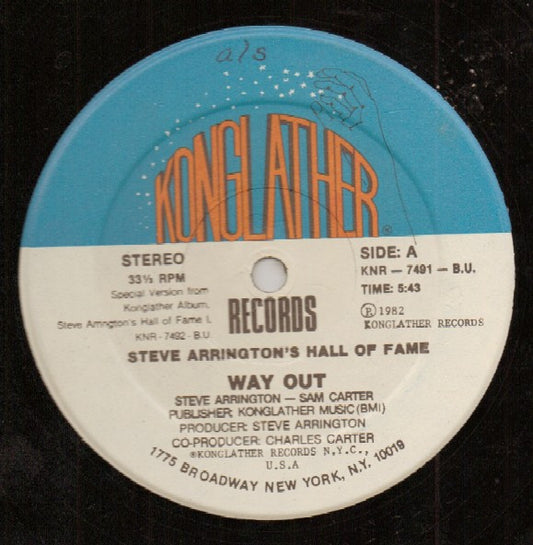 a/s
KONGLATHER®
STEREO
33⅓ RPM
Special Version from
Konglather Album.
Steve Arrington's Hall of Fame I.
KNR - 7492 - B.U
RECORDS
SIDE: A
KNR — 7491 — B.U.
TIME: 5:43
Ⓟ 1982
KONGLATHER RECORDS
STEVE ARRINGTON'S HALL OF FAME
WAY OUT
STEVE ARRINGTON — SAM CARTER
PUBLISHER: KONGLATHER MUSIC (BMI)
PRODUCER: STEVE ARRINGTON
CO-PRODUCER: CHARLES CARTER
®KONGLATHER RECORDS N.Y.C.,
U.S.A
1775 BROADWAY NEW YORK, N.Y. 10019